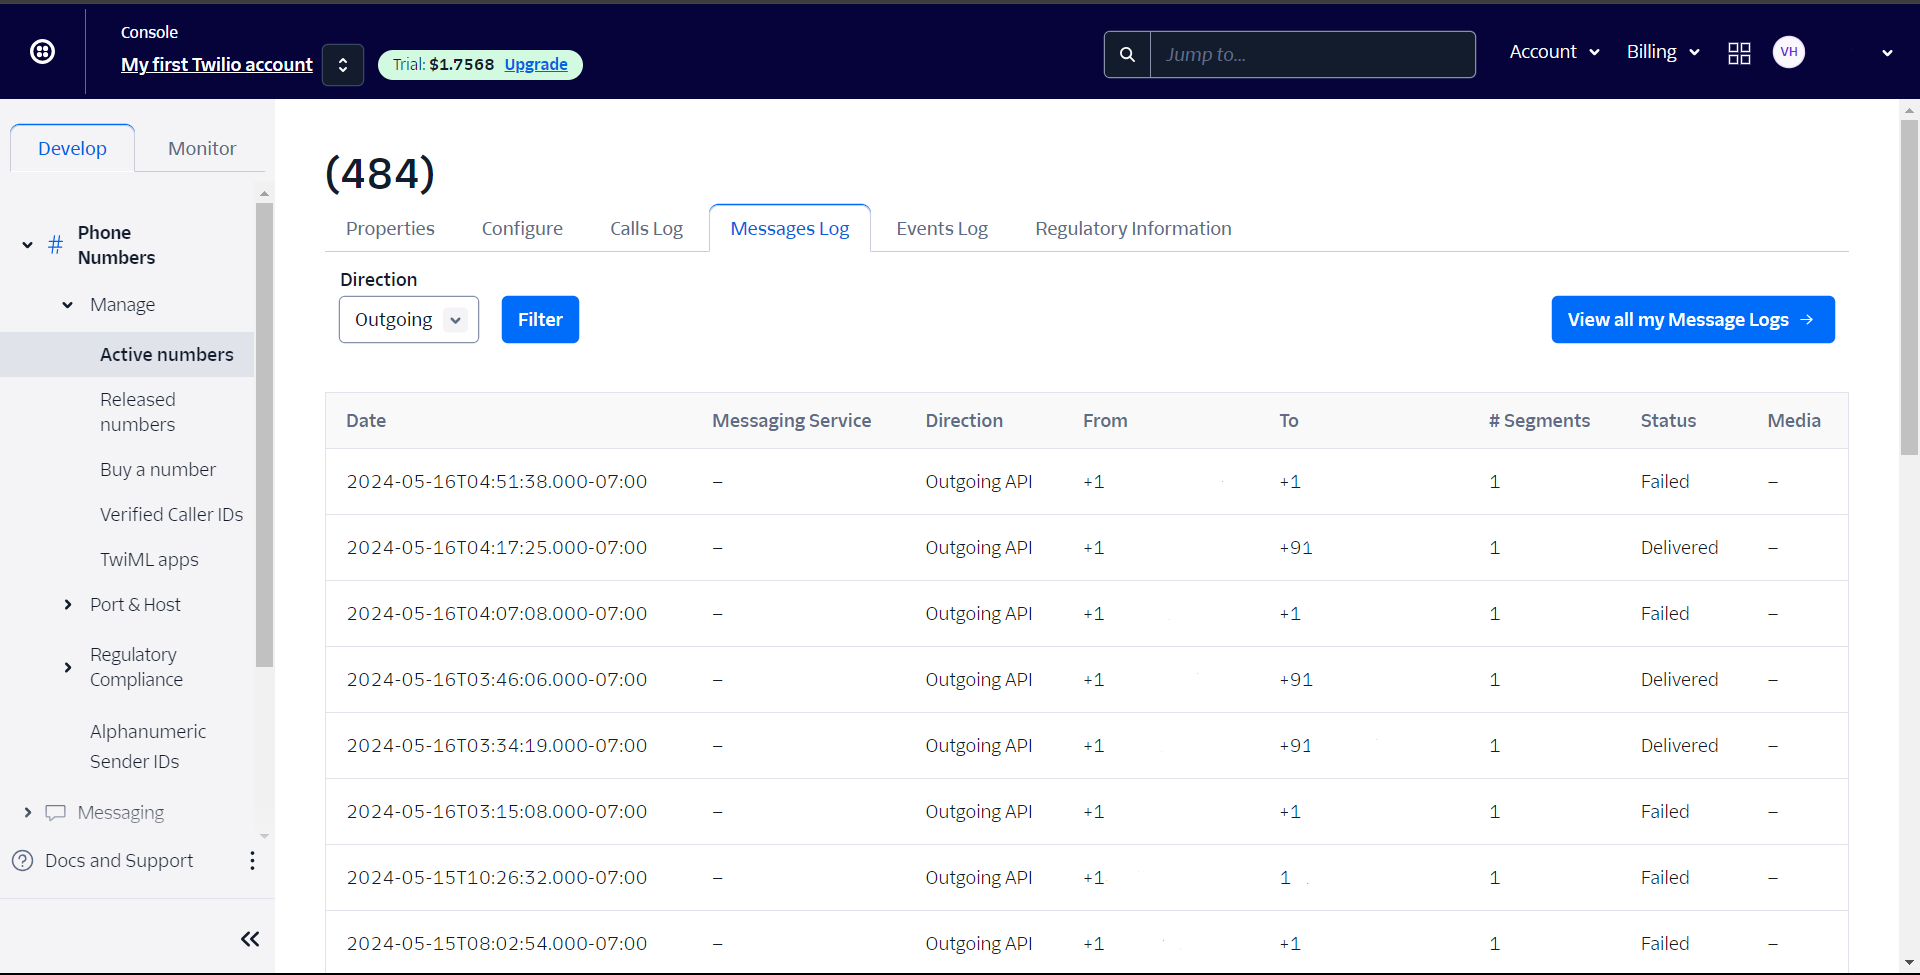 Console
My first Twilio account
Trial: $1.7568 Upgrade
Jump to...
Account
Billing
VH
Develop
Monitor
Phone
Numbers
Manage
Active numbers
Released
numbers
Buy a number
Verified Caller IDs
TwiML apps
Port & Host
Regulatory
Compliance
Alphanumeric
Sender IDs
Messaging
Docs and Support
(484)
Properties Configure Calls Log Messages Log Events Log Regulatory Information
Direction
Outgoing Filter View all my Message Logs →
Date Messaging Service Direction From To # Segments Status Media
2024-05-16T04:51:38.000-07:00 – Outgoing API +1 +1 1 Failed –
2024-05-16T04:17:25.000-07:00 – Outgoing API +1 +91 1 Delivered –
2024-05-16T04:07:08.000-07:00 – Outgoing API +1 +1 1 Failed –
2024-05-16T03:46:06.000-07:00 – Outgoing API +1 +91 1 Delivered –
2024-05-16T03:34:19.000-07:00 – Outgoing API +1 +91 1 Delivered –
2024-05-16T03:15:08.000-07:00 – Outgoing API +1 +1 1 Failed –
2024-05-15T10:26:32.000-07:00 – Outgoing API +1 1 1 Failed –
2024-05-15T08:02:54.000-07:00 – Outgoing API +1 +1 1 Failed –